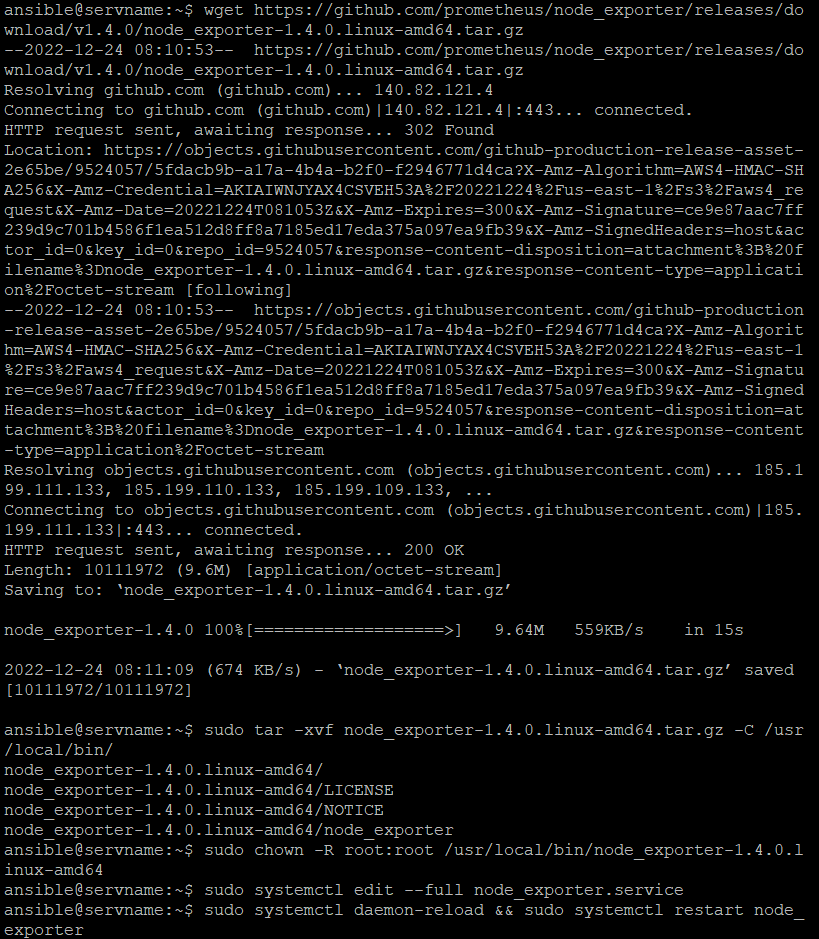 ansible@servname:~$ wget https://github.com/prometheus/node_exporter/releases/do
wnload/v1.4.0/node_exporter-1.4.0.linux-amd64.tar.gz
--2022-12-24 08:10:53--  https://github.com/prometheus/node_exporter/releases/do
wnload/v1.4.0/node_exporter-1.4.0.linux-amd64.tar.gz
Resolving github.com (github.com)... 140.82.121.4
Connecting to github.com (github.com)|140.82.121.4|:443... connected.
HTTP request sent, awaiting response... 302 Found
Location: https://objects.githubusercontent.com/github-production-release-asset-
2e65be/9524057/5fdacb9b-a17a-4b4a-b2f0-f2946771d4ca?X-Amz-Algorithm=AWS4-HMAC-SH
A256&X-Amz-Credential=AKIAIWNJYAX4CSVEH53A%2F20221224%2Fus-east-1%2Fs3%2Faws4_re
quest&X-Amz-Date=20221224T081053Z&X-Amz-Expires=300&X-Amz-Signature=ce9e87aac7ff
239d9c701b4586f1ea512d8ff8a7185ed17eda375a097ea9fb39&X-Amz-SignedHeaders=host&ac
tor_id=0&key_id=0&repo_id=9524057&response-content-disposition=attachment%3B%20f
ilename%3Dnode_exporter-1.4.0.linux-amd64.tar.gz&response-content-type=applicati
on%2Foctet-stream [following]
--2022-12-24 08:10:53--  https://objects.githubusercontent.com/github-production
-release-asset-2e65be/9524057/5fdacb9b-a17a-4b4a-b2f0-f2946771d4ca?X-Amz-Algorit
hm=AWS4-HMAC-SHA256&X-Amz-Credential=AKIAIWNJYAX4CSVEH53A%2F20221224%2Fus-east-1
%2Fs3%2Faws4_request&X-Amz-Date=20221224T081053Z&X-Amz-Expires=300&X-Amz-Signatu
re=ce9e87aac7ff239d9c701b4586f1ea512d8ff8a7185ed17eda375a097ea9fb39&X-Amz-Signed
Headers=host&actor_id=0&key_id=0&repo_id=9524057&response-content-disposition=at
tachment%3B%20filename%3Dnode_exporter-1.4.0.linux-amd64.tar.gz&response-content
-type=application%2Foctet-stream
Resolving objects.githubusercontent.com (objects.githubusercontent.com)... 185.1
99.111.133, 185.199.110.133, 185.199.109.133, ...
Connecting to objects.githubusercontent.com (objects.githubusercontent.com)|185.
199.111.133|:443... connected.
HTTP request sent, awaiting response... 200 OK
Length: 10111972 (9.6M) [application/octet-stream]
Saving to: ‘node_exporter-1.4.0.linux-amd64.tar.gz’

node_exporter-1.4.0 100%[===================>]   9.64M   559KB/s    in 15s

2022-12-24 08:11:09 (674 KB/s) - ‘node_exporter-1.4.0.linux-amd64.tar.gz’ saved
[10111972/10111972]

ansible@servname:~$ sudo tar -xvf node_exporter-1.4.0.linux-amd64.tar.gz -C /usr
/local/bin/
node_exporter-1.4.0.linux-amd64/
node_exporter-1.4.0.linux-amd64/LICENSE
node_exporter-1.4.0.linux-amd64/NOTICE
node_exporter-1.4.0.linux-amd64/node_exporter
ansible@servname:~$ sudo chown -R root:root /usr/local/bin/node_exporter-1.4.0.l
inux-amd64
ansible@servname:~$ sudo systemctl edit --full node_exporter.service
ansible@servname:~$ sudo systemctl daemon-reload && sudo systemctl restart node_
exporter